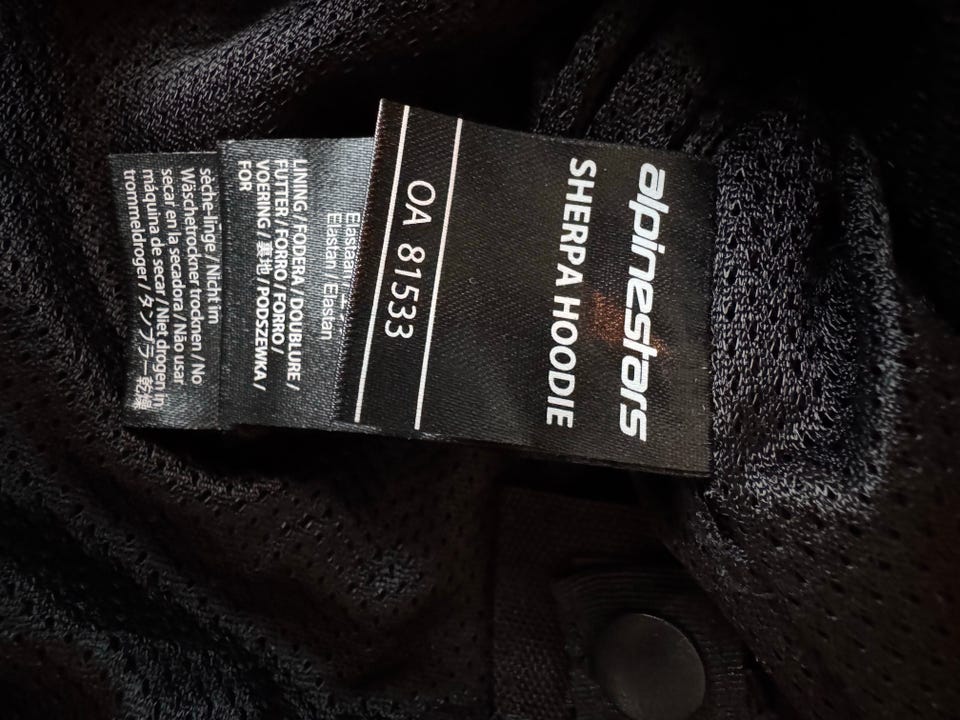 alpinestars
SHERPA HOODIE
OA 81533
Elastan / Elastan
LINING / FODERA / DOUBLURE /
FUTTER / FORRO / FORRO /
VOERING / 裏地 / PODSZEWKA /
FOR
sèche-linge / Nicht im
Wäschetrockner trocknen / No
secar en la secadora / Não usar
máquina de secar / Niet drogen in
trommeldroger / タンブラー乾燥